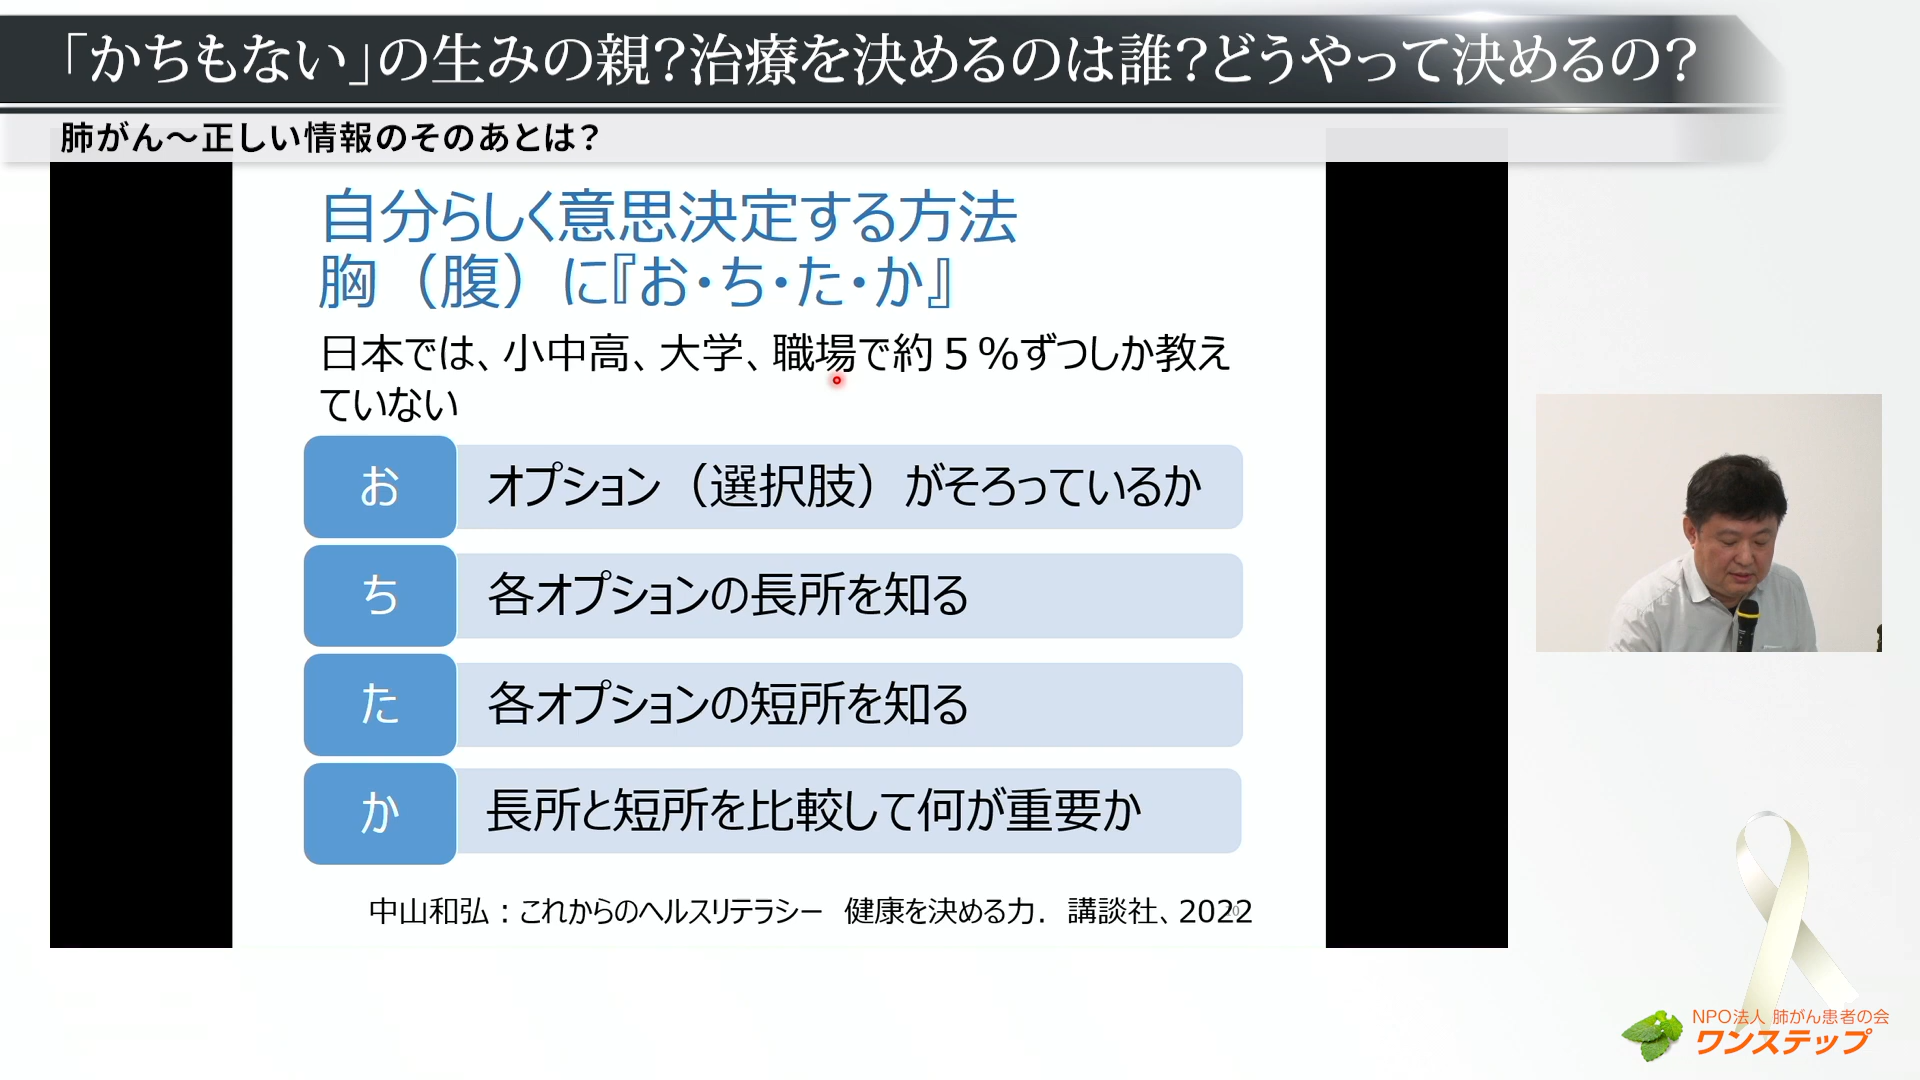 「かちもない」の生みの親？治療を決めるのは誰？どうやって決めるの？
肺がん～正しい情報のそのあとは？
自分らしく意思決定する方法
胸（腹）に『お・ち・た・か』
日本では、小中高、大学、職場で約５％ずつしか教え
ていない
お オプション（選択肢）がそろっているか
ち 各オプションの長所を知る
た 各オプションの短所を知る
か 長所と短所を比較して何が重要か
中山和弘：これからのヘルスリテラシー　健康を決める力．講談社、2022
NPO法人 肺がん患者の会
ワンステップ